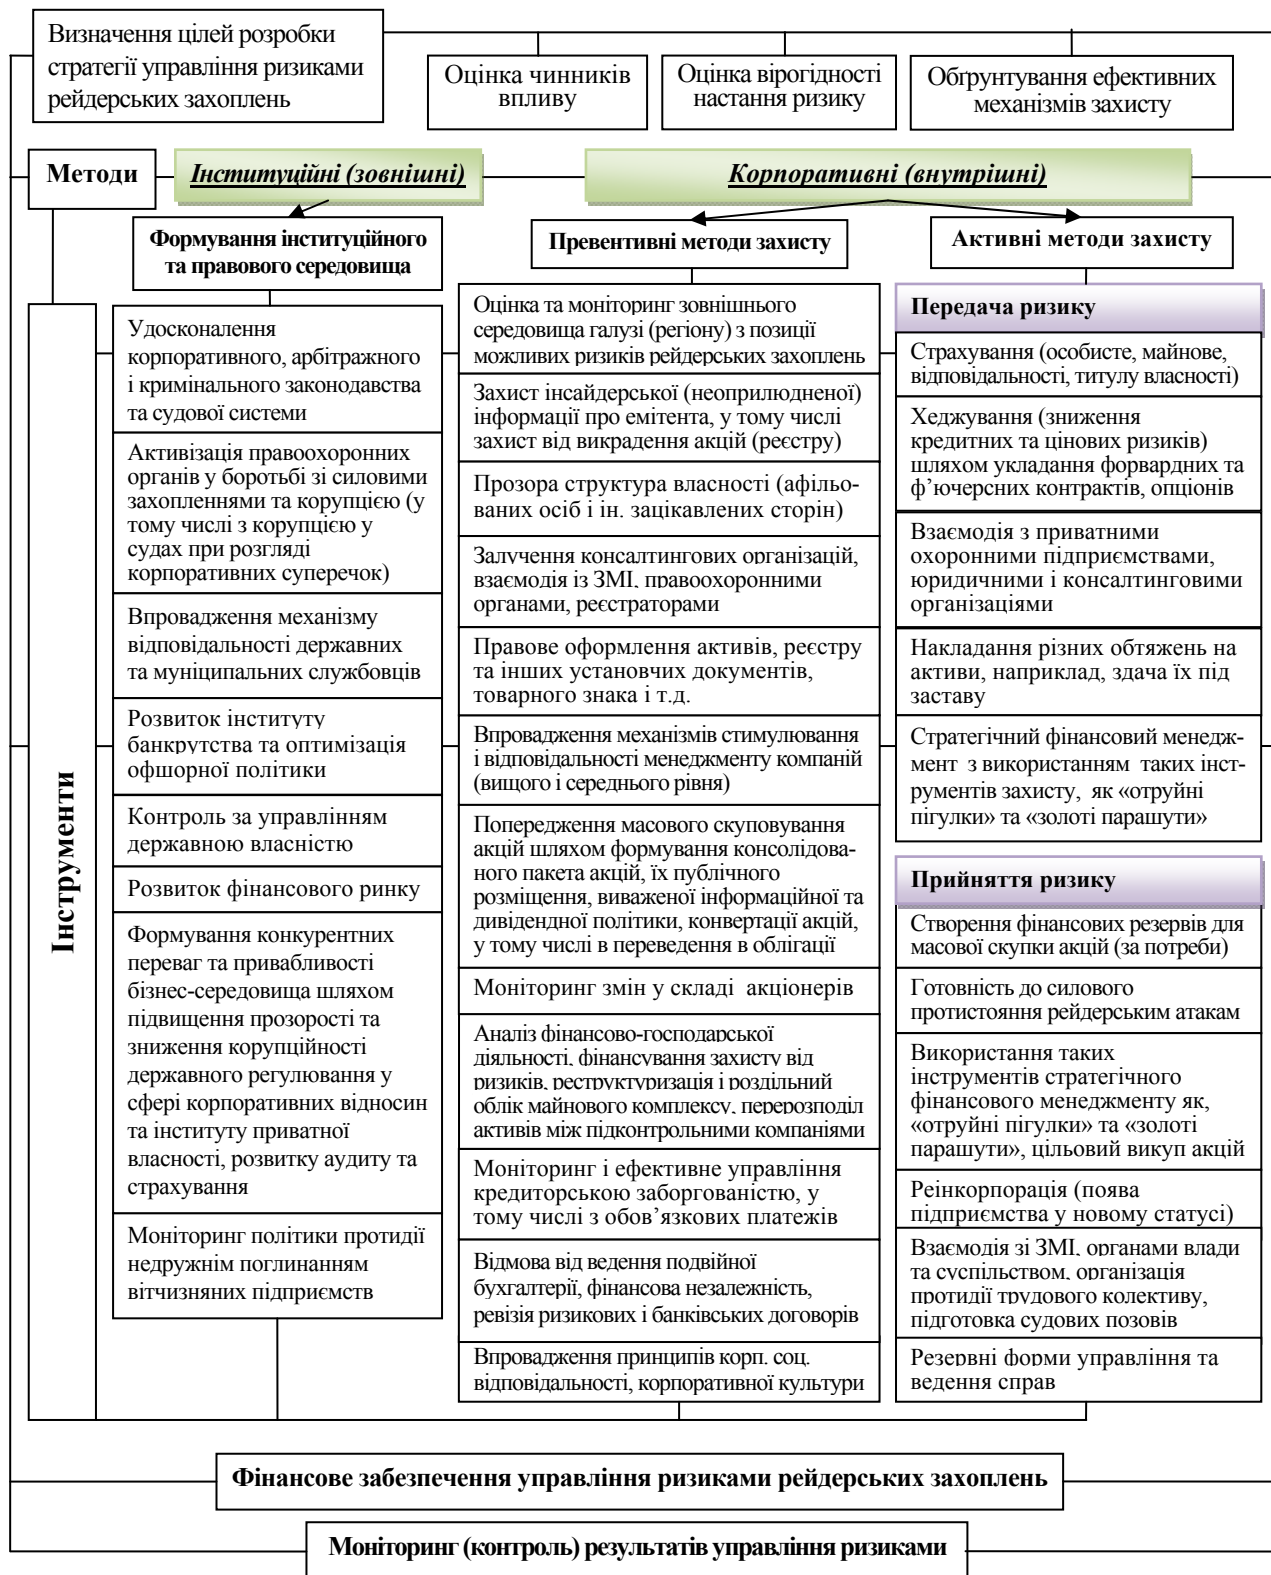 Визначення цілей розробки
стратегії управління ризиками
рейдерських захоплень
Оцінка чинників
впливу
Оцінка вірогідності
настання ризику
Обґрунтування ефективних
механізмів захисту
Методи
Інституційні (зовнішні)
Корпоративні (внутрішні)
Формування інституційного
та правового середовища
Превентивні методи захисту
Активні методи захисту
Інструменти
Удосконалення
корпоративного, арбітражного
і кримінального законодавства
та судової системи
Активізація правоохоронних
органів у боротьбі зі силовими
захопленнями та корупцією (у
тому числі з корупцією у
судах при розгляді
корпоративних суперечок)
Впровадження механізму
відповідальності державних
та муніципальних службовців
Розвиток інституту
банкрутства та оптимізація
офшорної політики
Контроль за управлінням
державною власністю
Розвиток фінансового ринку
Формування конкурентних
переваг та привабливості
бізнес-середовища шляхом
підвищення прозорості та
зниження корупційності
державного регулювання у
сфері корпоративних відносин
та інституту приватної
власності, розвитку аудиту та
страхування
Моніторинг політики протидії
недружнім поглинанням
вітчизняних підприємств
Оцінка та моніторинг зовнішнього
середовища галузі (регіону) з позиції
можливих ризиків рейдерських захоплень
Захист інсайдерської (неоприлюдненої)
інформації про емітента, у тому числі
захист від викрадення акцій (реєстру)
Прозора структура власності (афільо-
ваних осіб і ін. зацікавлених сторін)
Залучення консалтингових організацій,
взаємодія із ЗМІ, правоохоронними
органами, реєстраторами
Правове оформлення активів, реєстру
та інших установчих документів,
товарного знака і т.д.
Впровадження механізмів стимулювання
і відповідальності менеджменту компаній
(вищого і середнього рівня)
Попередження масового скуповування
акцій шляхом формування консолідова-
ного пакета акцій, їх публічного
розміщення, виваженої інформаційної та
дивідендної політики, конвертації акцій,
у тому числі в переведення в облігації
Моніторинг змін у складі акціонерів
Аналіз фінансово-господарської
діяльності, фінансування захисту від
ризиків, реструктуризація і роздільний
облік майнового комплексу, перерозподіл
активів між підконтрольними компаніями
Моніторинг і ефективне управління
кредиторською заборгованістю, у
тому числі з обов’язкових платежів
Відмова від ведення подвійної
бухгалтерії, фінансова незалежність,
ревізія ризикових і банківських договорів
Впровадження принципів корп. соц.
відповідальності, корпоративної культури
Передача ризику
Страхування (особисте, майнове,
відповідальності, титулу власності)
Хеджування (зниження
кредитних та цінових ризиків)
шляхом укладання форвардних та
ф’ючерсних контрактів, опціонів
Взаємодія з приватними
охоронними підприємствами,
юридичними і консалтинговими
організаціями
Накладання різних обтяжень на
активи, наприклад, здача їх під
заставу
Стратегічний фінансовий менедж-
мент з використанням таких інст-
рументів захисту, як «отруйні
пігулки» та «золоті парашути»
Прийняття ризику
Створення фінансових резервів для
масової скупки акцій (за потреби)
Готовність до силового
протистояння рейдерським атакам
Використання таких
інструментів стратегічного
фінансового менеджменту як,
«отруйні пігулки» та «золоті
парашути», цільовий викуп акцій
Реінкорпорація (поява
підприємства у новому статусі)
Взаємодія зі ЗМІ, органами влади
та суспільством, організація
протидії трудового колективу,
підготовка судових позовів
Резервні форми управління та
ведення справ
Фінансове забезпечення управління ризиками рейдерських захоплень
Моніторинг (контроль) результатів управління ризиками